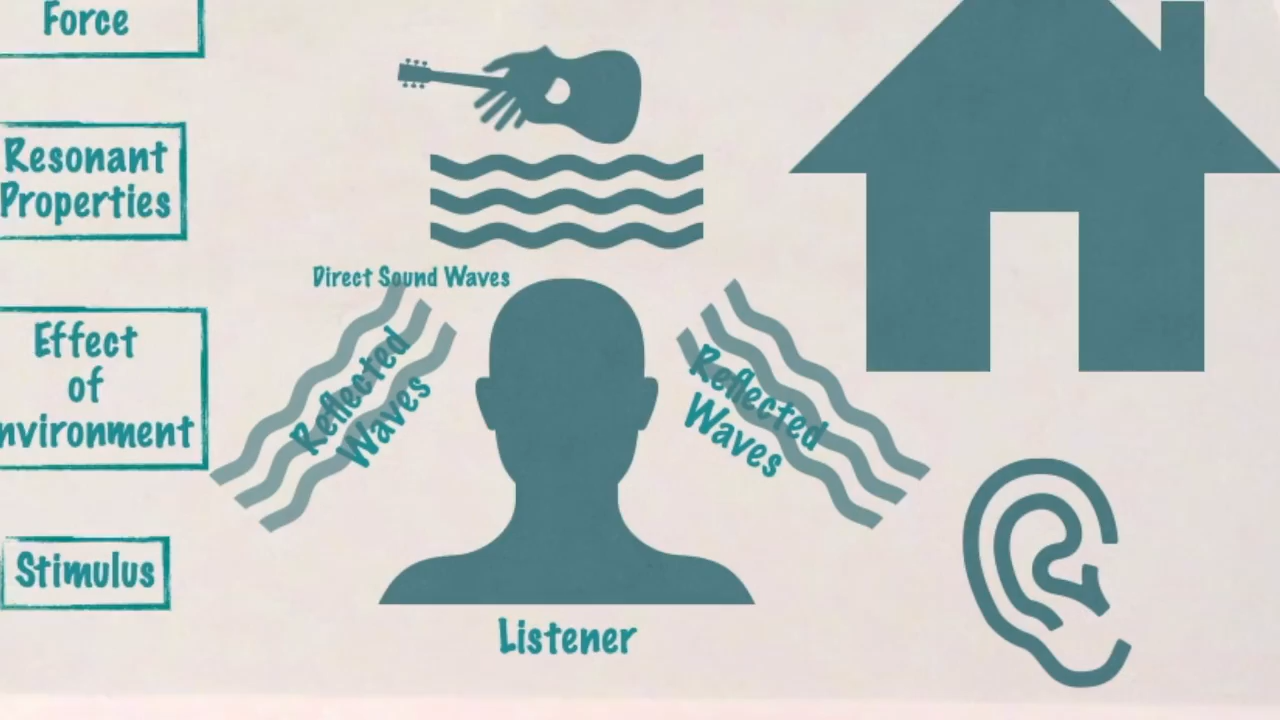 Force
Resonant
Properties
Effect
of
nvironment
Stimulus
Direct Sound Waves
Reflected
Waves
Reflected
Waves
Listener